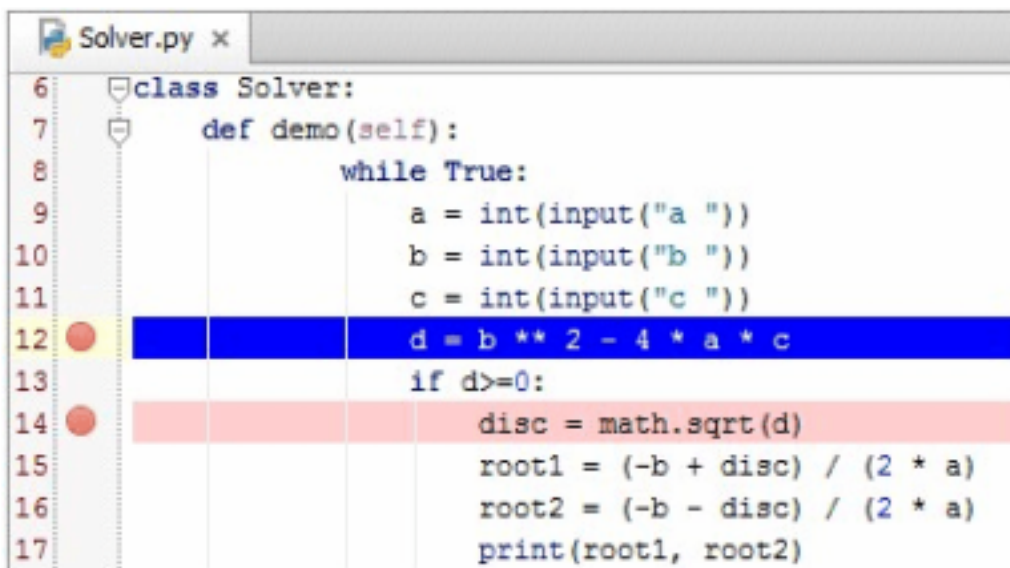 Solver.py ×
6 class Solver:
7 def demo(self):
8 while True:
9 a = int(input("a "))
10 b = int(input("b "))
11 c = int(input("c "))
12 d = b ** 2 - 4 * a * c
13 if d>=0:
14 disc = math.sqrt(d)
15 root1 = (-b + disc) / (2 * a)
16 root2 = (-b - disc) / (2 * a)
17 print(root1, root2)